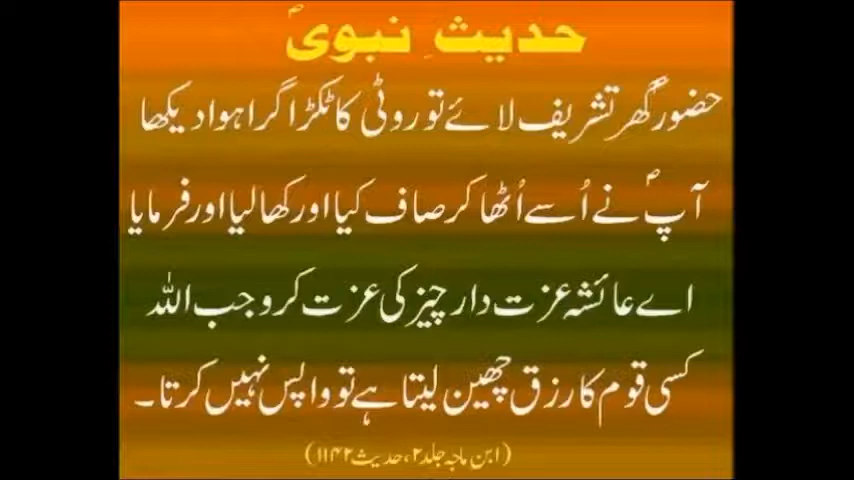 حدیثِ نبویؐ
حضورؐ گھر تشریف لائے تو روٹی کا ٹکڑا گرا ہوا دیکھا
آپؐ نے اُسے اُٹھا کر صاف کیا اور کھا لیا اور فرمایا
اے عائشہ عزت دار چیز کی عزت کرو جب اللہ
کسی قوم کا رزق چھین لیتا ہے تو واپس نہیں کرتا۔
(ابن ماجہ جلد۲، حدیث ۱۱۴۲)